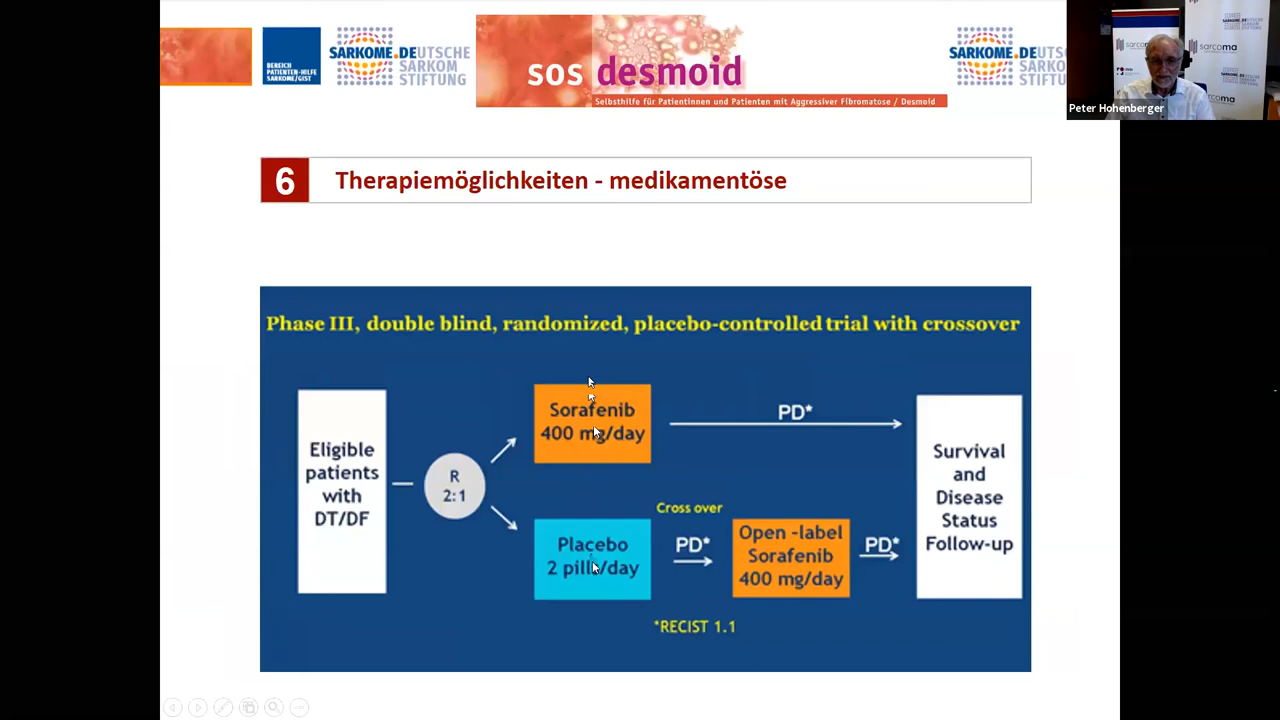 BEREICH
PATIENTEN-HILFE
SARKOME/GIST
SARKOME.DEUTSCHE
SARKOM
STIFTUNG
sos desmoid
Selbsthilfe für Patientinnen und Patienten mit Aggressiver Fibromatose / Desmoid
SARKOME.DEUTS
SARKO
STIFTU
Peter Hohenberger
6 Therapiemöglichkeiten - medikamentöse
Phase III, double blind, randomized, placebo-controlled trial with crossover
Eligible
patients
with
DT/DF
R
2:1
Sorafenib
400 mg/day
PD*
Placebo
2 pills/day
Cross over
PD*
Open -label
Sorafenib
400 mg/day
PD*
Survival
and
Disease
Status
Follow-up
*RECIST 1.1